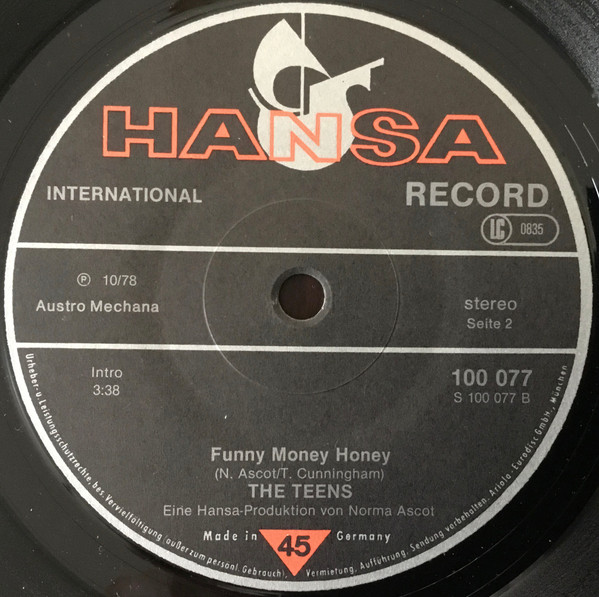 HANSA
INTERNATIONAL
RECORD
LC 0835
℗ 10/78
Austro Mechana
stereo
Seite 2
Intro
3:38
100 077
S 100 077 B
Funny Money Honey
(N. Ascot/T. Cunningham)
THE TEENS
Eine Hansa-Produktion von Norma Ascot
Made in 45 Germany
Urheber-u.Leistungsschutzrechte, bes. Vervielfältigung (außer zum persönl. Gebrauch), Vermietung, Aufführung, Sendung vorbehalten. Ariola-Eurodisc GmbH., München